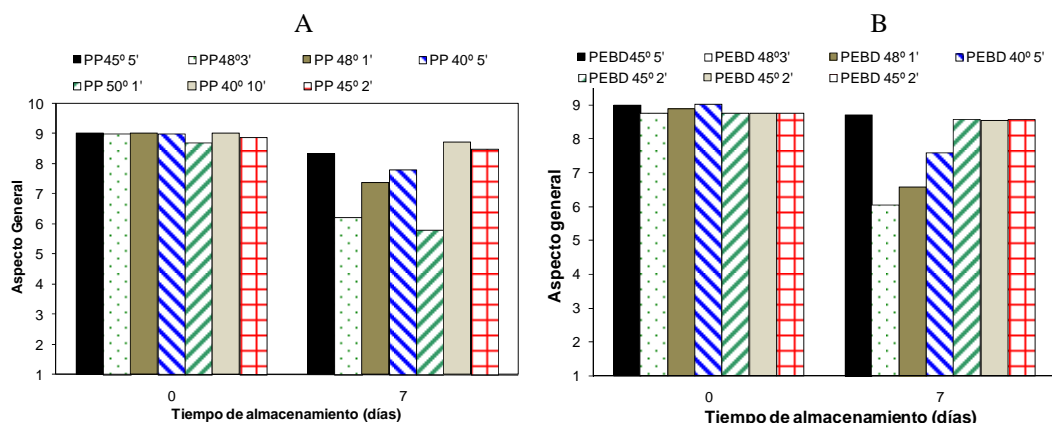 A
PP45º 5'
PP48º3'
PP 48º 1'
PP 40º 5'
PP 50º 1'
PP 40º 10'
PP 45º 2'
10
9
8
7
6
5
4
3
2
1
Aspecto General
0
7
Tiempo de almacenamiento (días)
B
PEBD45º 5'
PEBD 48º3'
PEBD 48º 1'
PEBD 40º 5'
PEBD 45º 2'
PEBD 45º 2'
PEBD 45º 2'
9
8
7
6
5
4
3
2
1
Aspecto general
0
7
Tiempo de almacenamiento (días)